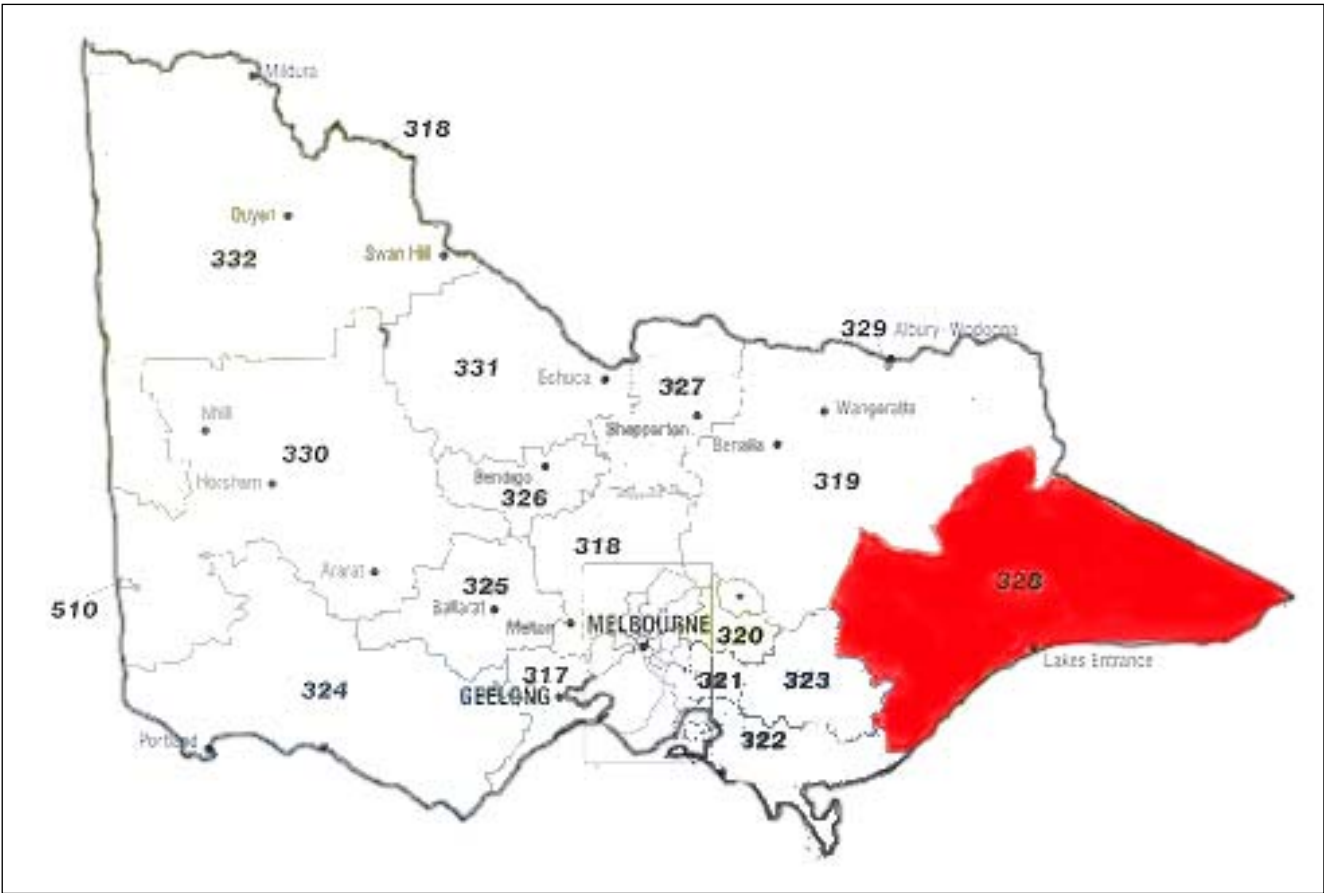 Mildura
318
Ouyen
332
Swan Hill
329 Albury-Wodonga
331
Echuca
327
Wangaratta
Shepparton
Benalla
Nhill
330
Horsham
Bendigo
326
319
318
Ararat
325
Ballarat
Melton
MELBOURNE
320
328
510
317
321
323
324
GEELONG
Lakes Entrance
322
Portland